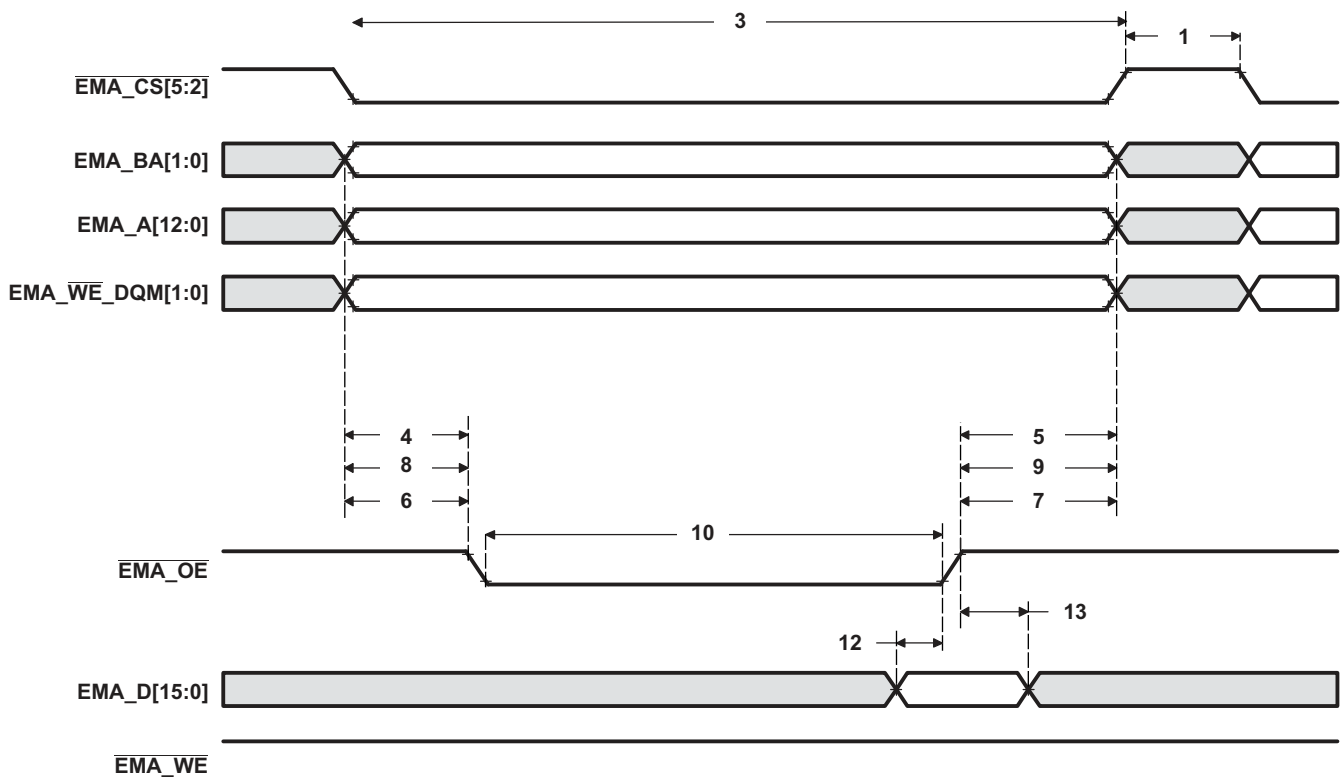 3
1
EMA_CS[5:2]
EMA_BA[1:0]
EMA_A[12:0]
EMA_WE_DQM[1:0]
4 5
8 9
6 7
10
EMA_OE
13
12
EMA_D[15:0]
EMA_WE